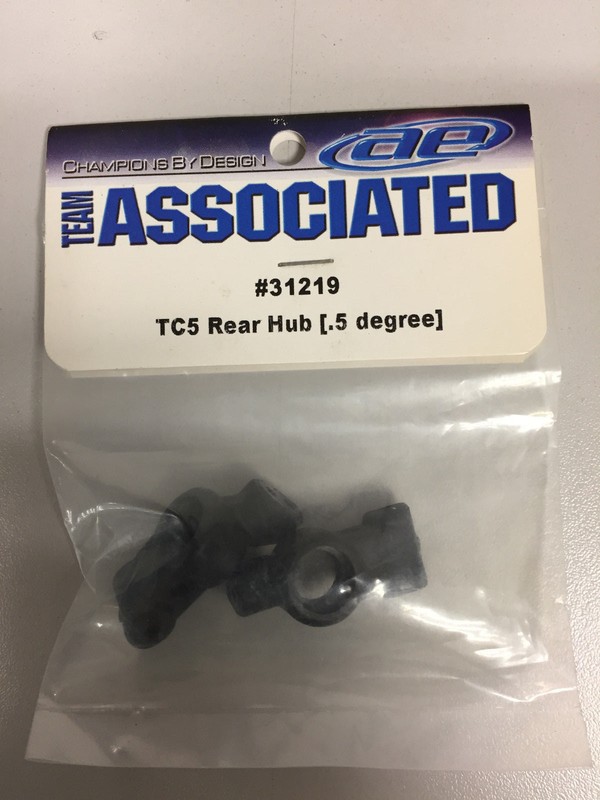 CHAMPIONS BY DESIGN
ae
TEAM ASSOCIATED
#31219
TC5 Rear Hub [.5 degree]